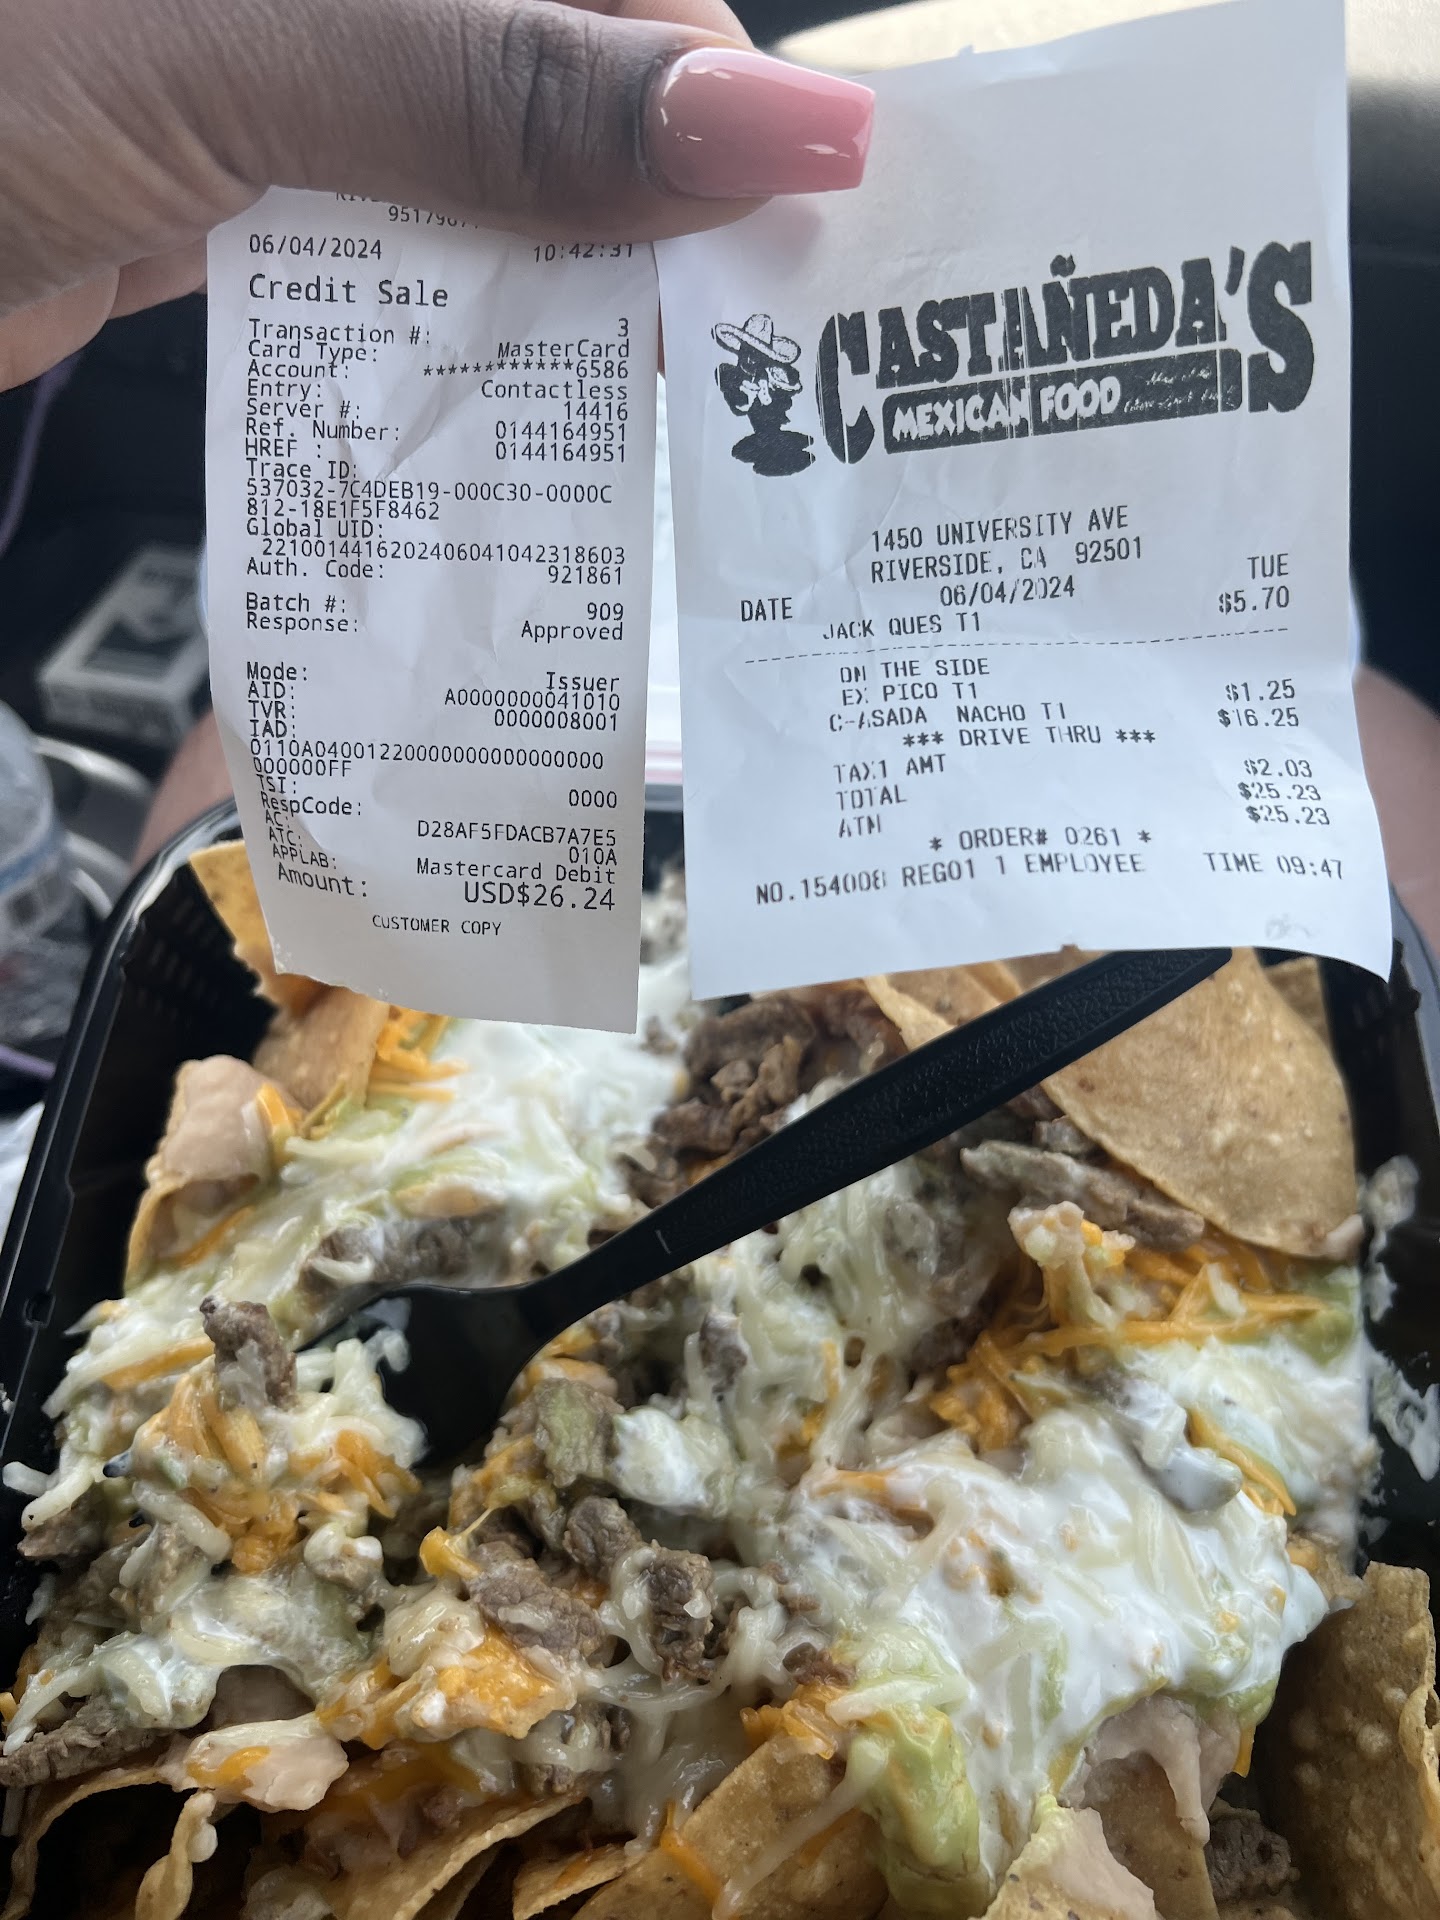 06/04/2024 10:42:31
Credit Sale
Transaction #: 3
Card Type: MasterCard
Account: ************6586
Entry: Contactless
Server #: 14416
Ref. Number: 0144164951
HREF : 0144164951
Trace ID:
537032-7C4DEB19-000C30-0000C
812-18E1F5F8462
Global UID:
2210014416202406041042318603
Auth. Code: 921861
Batch #: 909
Response: Approved
Mode: Issuer
AID: A0000000041010
TVR: 0000008001
IAD:
0110A04001220000000000000000
000000FF
TSI:
RespCode: 0000
AC: D28AF5FDACB7A7E5
ATC: 010A
APPLAB: Mastercard Debit
Amount: USD$26.24
CUSTOMER COPY
CASTAÑEDA'S
MEXICAN FOOD
1450 UNIVERSITY AVE
RIVERSIDE, CA 92501
DATE 06/04/2024 TUE
JACK QUES T1 $5.70
ON THE SIDE
EX PICO T1 $1.25
C-ASADA NACHO T1 $16.25
*** DRIVE THRU ***
TAX1 AMT $2.03
TOTAL $25.23
ATM $25.23
* ORDER# 0261 *
NO.154008 REG01 1 EMPLOYEE TIME 09:47